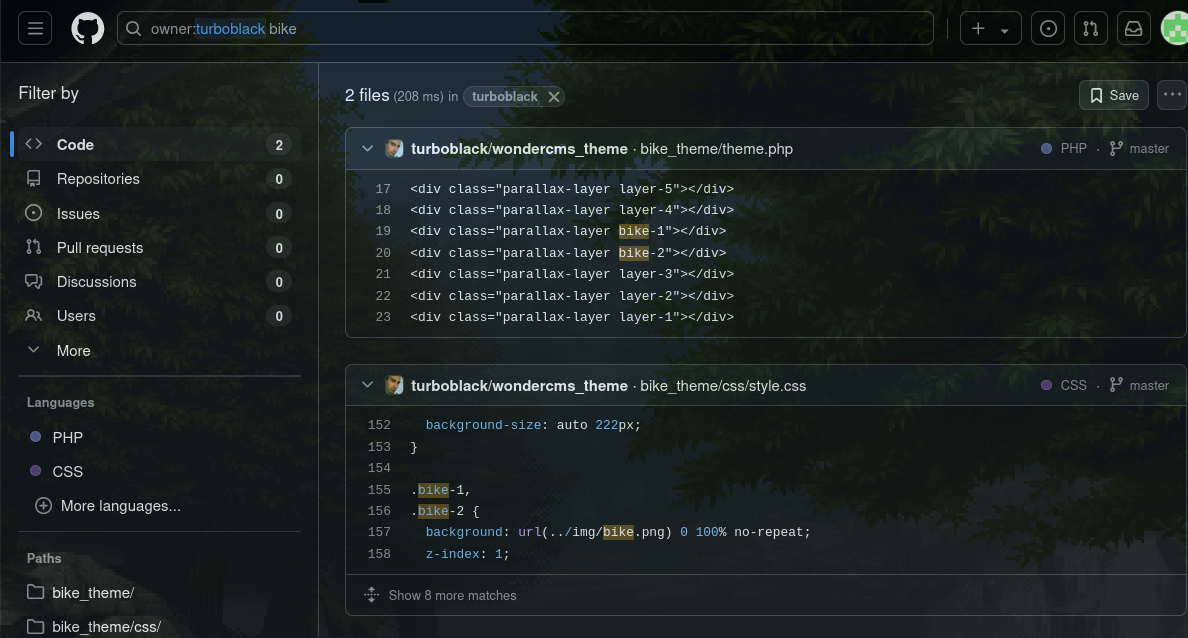 owner:turboblack bike
Filter by
Code 2
Repositories 0
Issues 0
Pull requests 0
Discussions 0
Users 0
More
Languages
PHP
CSS
More languages...
Paths
bike_theme/
bike_theme/css/
2 files (208 ms) in turboblack
Save
turboblack/wondercms_theme · bike_theme/theme.php PHP · master
17 <div class="parallax-layer layer-5"></div>
18 <div class="parallax-layer layer-4"></div>
19 <div class="parallax-layer bike-1"></div>
20 <div class="parallax-layer bike-2"></div>
21 <div class="parallax-layer layer-3"></div>
22 <div class="parallax-layer layer-2"></div>
23 <div class="parallax-layer layer-1"></div>
turboblack/wondercms_theme · bike_theme/css/style.css CSS · master
152 background-size: auto 222px;
153 }
154
155 .bike-1,
156 .bike-2 {
157 background: url(../img/bike.png) 0 100% no-repeat;
158 z-index: 1;
Show 8 more matches